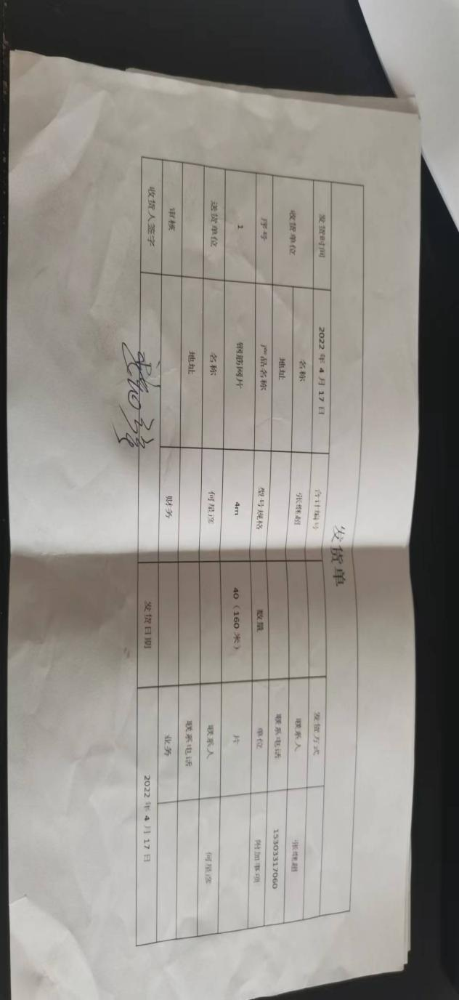 发货单
发货时间 2022 年 4 月 17 日 合计编号 发货方式
收货单位 名称 张继超 联系人 张继超
地址 联系电话 15303317060
序号 产品名称 型号规格 数量 单位 附加事项
1 钢筋网片 4m 40（160 米） 片
送货单位 名称 何星彦 联系人 何星彦
地址 联系电话
审核 财务 业务
收货人签字 发货日期 2022 年 4 月 17 日